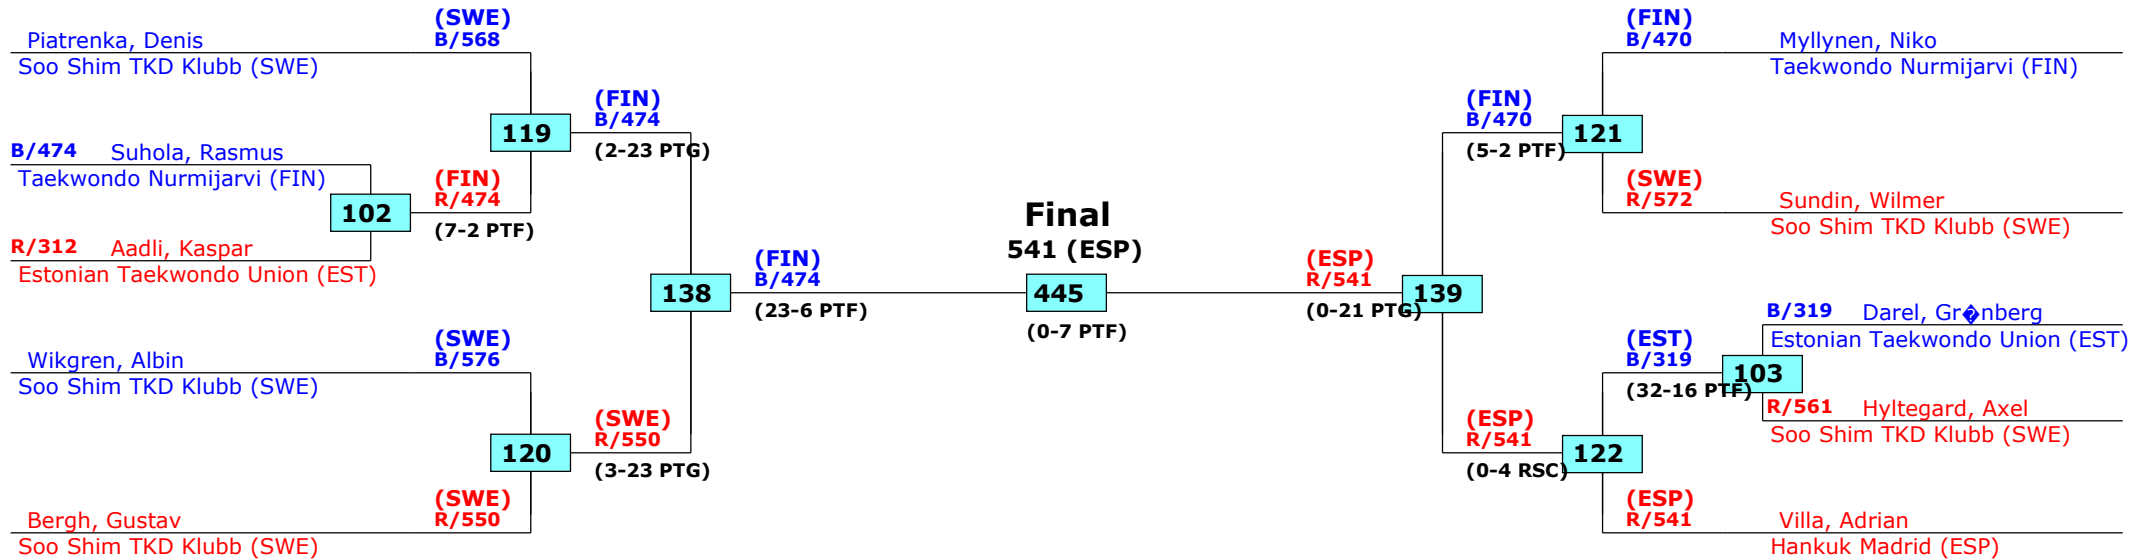 (SWE)
B/568
Piatrenka, Denis
Soo Shim TKD Klubb (SWE)
119
(FIN)
B/474
(2-23 PTG)
B/474 Suhola, Rasmus
Taekwondo Nurmijarvi (FIN)
102
(FIN)
R/474
(7-2 PTF)
R/312 Aadli, Kaspar
Estonian Taekwondo Union (EST)
138
(FIN)
B/474
(23-6 PTF)
Wikgren, Albin
Soo Shim TKD Klubb (SWE)
(SWE)
B/576
120
(SWE)
R/550
(3-23 PTG)
Bergh, Gustav
Soo Shim TKD Klubb (SWE)
(SWE)
R/550
Final
541 (ESP)
445
(0-7 PTF)
(ESP)
R/541
(0-21 PTG)
139
(FIN)
B/470
(5-2 PTF)
121
(FIN)
B/470
Myllynen, Niko
Taekwondo Nurmijarvi (FIN)
(SWE)
R/572
Sundin, Wilmer
Soo Shim TKD Klubb (SWE)
B/319 Darel, Gr�nberg
Estonian Taekwondo Union (EST)
(EST)
B/319
(32-16 PTF)
103
R/561 Hyltegard, Axel
Soo Shim TKD Klubb (SWE)
(ESP)
R/541
(0-4 RSC)
122
(ESP)
R/541
Villa, Adrian
Hankuk Madrid (ESP)